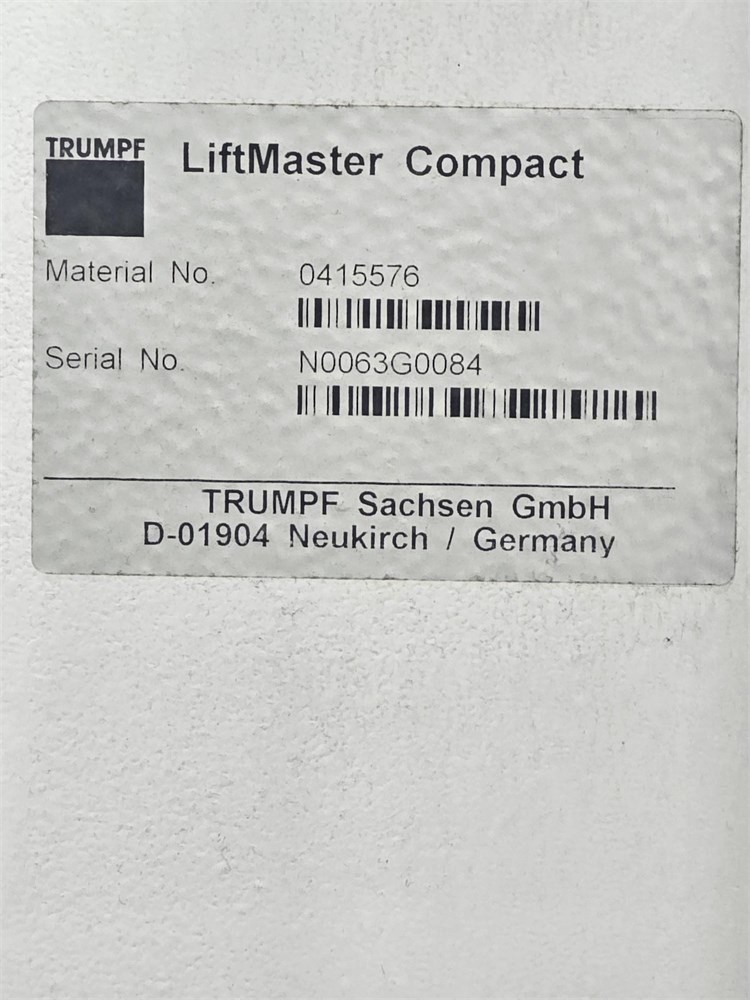 TRUMPF
LiftMaster Compact
Material No. 0415576
Serial No. N0063G0084
TRUMPF Sachsen GmbH
D-01904 Neukirch / Germany